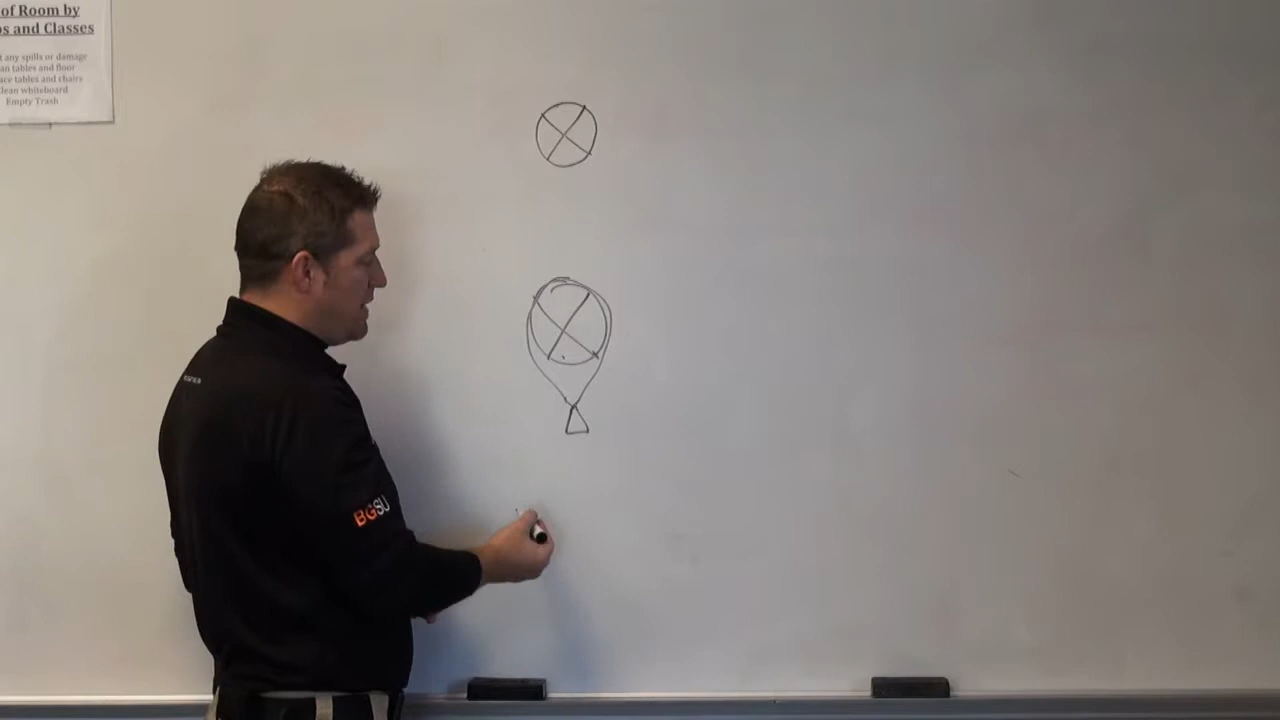 of Room by
s and Classes
t any spills or damage
an tables and floor
ace tables and chairs
lean whiteboard
Empty Trash
BGSU